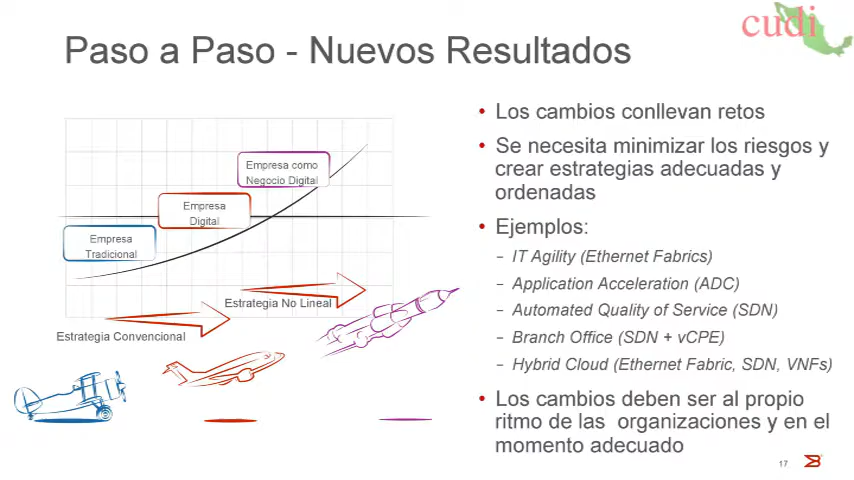 cudi
Paso a Paso - Nuevos Resultados
Empresa como
Negocio Digital
Empresa
Digital
Empresa
Tradicional
Estrategia No Lineal
Estrategia Convencional
• Los cambios conllevan retos
• Se necesita minimizar los riesgos y
crear estrategias adecuadas y
ordenadas
• Ejemplos:
- IT Agility (Ethernet Fabrics)
- Application Acceleration (ADC)
- Automated Quality of Service (SDN)
- Branch Office (SDN + vCPE)
- Hybrid Cloud (Ethernet Fabric, SDN, VNFs)
• Los cambios deben ser al propio
ritmo de las organizaciones y en el
momento adecuado
17